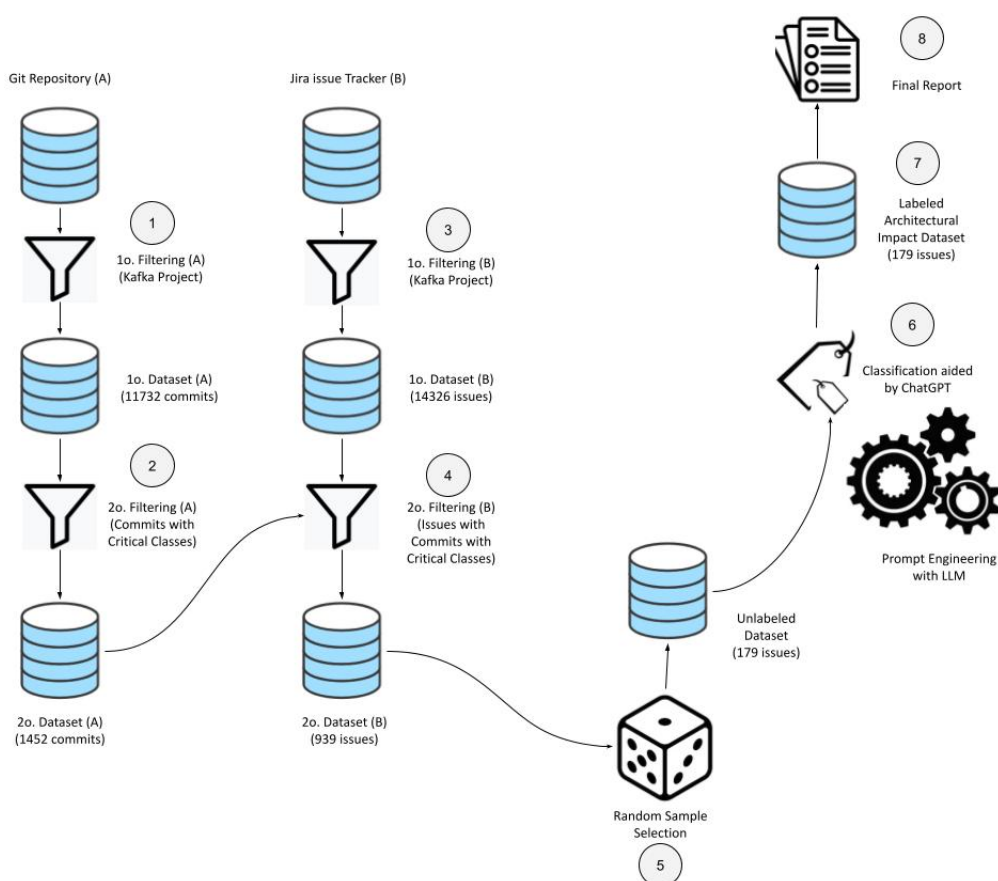 Git Repository (A)
1
1o. Filtering (A)
(Kafka Project)
1o. Dataset (A)
(11732 commits)
2
2o. Filtering (A)
(Commits with
Critical Classes)
2o. Dataset (A)
(1452 commits)
Jira issue Tracker (B)
3
1o. Filtering (B)
(Kafka Project)
1o. Dataset (B)
(14326 issues)
4
2o. Filtering (B)
(Issues with
Commits with
Critical Classes)
2o. Dataset (B)
(939 issues)
Random Sample
Selection
5
Unlabeled
Dataset
(179 issues)
6
Classification aided
by ChatGPT
Prompt Engineering
with LLM
7
Labeled
Architectural
Impact Dataset
(179 issues)
8
Final Report